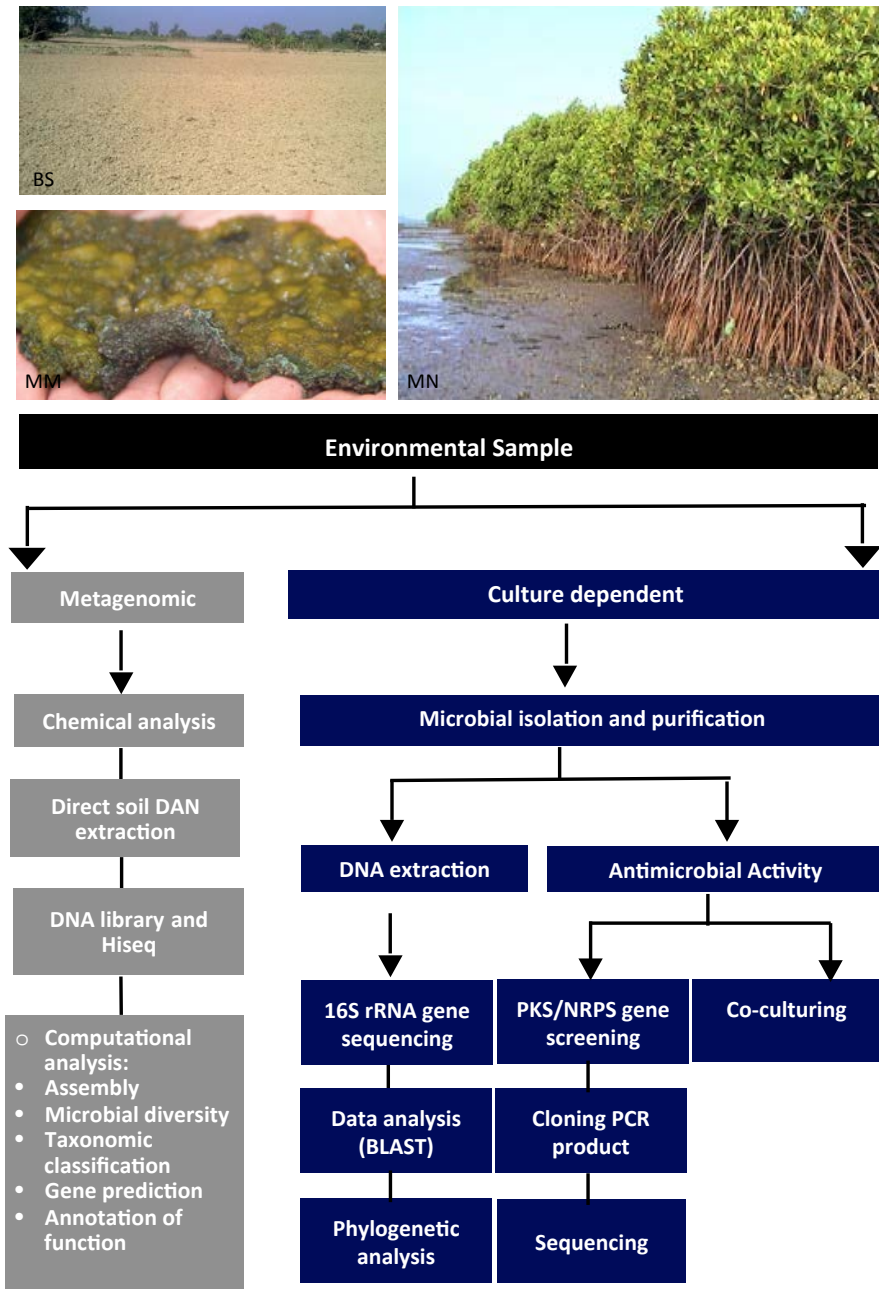 BS
MM
MN
Environmental Sample
Metagenomic
Chemical analysis
Direct soil DAN
extraction
DNA library and
Hiseq
○ Computational
analysis:
• Assembly
• Microbial diversity
• Taxonomic
classification
• Gene prediction
• Annotation of
function
Culture dependent
Microbial isolation and purification
DNA extraction
Antimicrobial Activity
16S rRNA gene
sequencing
Data analysis
(BLAST)
Phylogenetic
analysis
PKS/NRPS gene
screening
Cloning PCR
product
Sequencing
Co-culturing